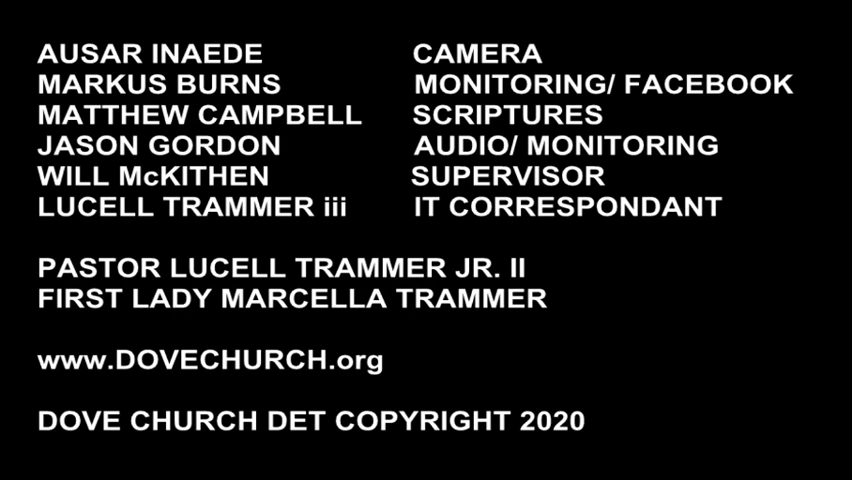 AUSAR INAEDE CAMERA
MARKUS BURNS MONITORING/ FACEBOOK
MATTHEW CAMPBELL SCRIPTURES
JASON GORDON AUDIO/ MONITORING
WILL McKITHEN SUPERVISOR
LUCELL TRAMMER iii IT CORRESPONDANT
PASTOR LUCELL TRAMMER JR. II
FIRST LADY MARCELLA TRAMMER
www.DOVECHURCH.org
DOVE CHURCH DET COPYRIGHT 2020